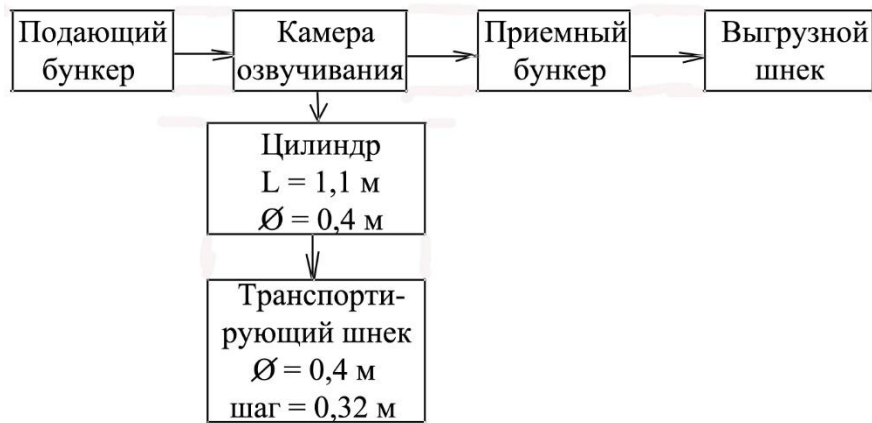 Подающий
бункер
Камера
озвучивания
Приемный
бункер
Выгрузной
шнек
Цилиндр
L = 1,1 м
Ø = 0,4 м
Транспорти-
рующий шнек
Ø = 0,4 м
шаг = 0,32 м